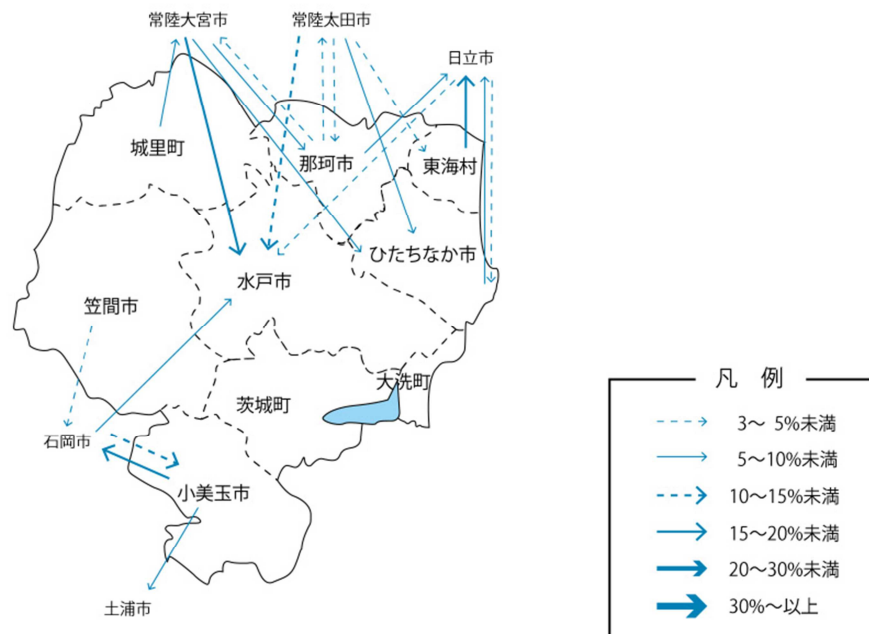 常陸大宮市
常陸太田市
日立市
城里町
那珂市
東海村
ひたちなか市
水戸市
笠間市
大洗町
茨城町
石岡市
小美玉市
土浦市
凡 例
3～ 5%未満
5～10%未満
10～15%未満
15～20%未満
20～30%未満
30%～以上